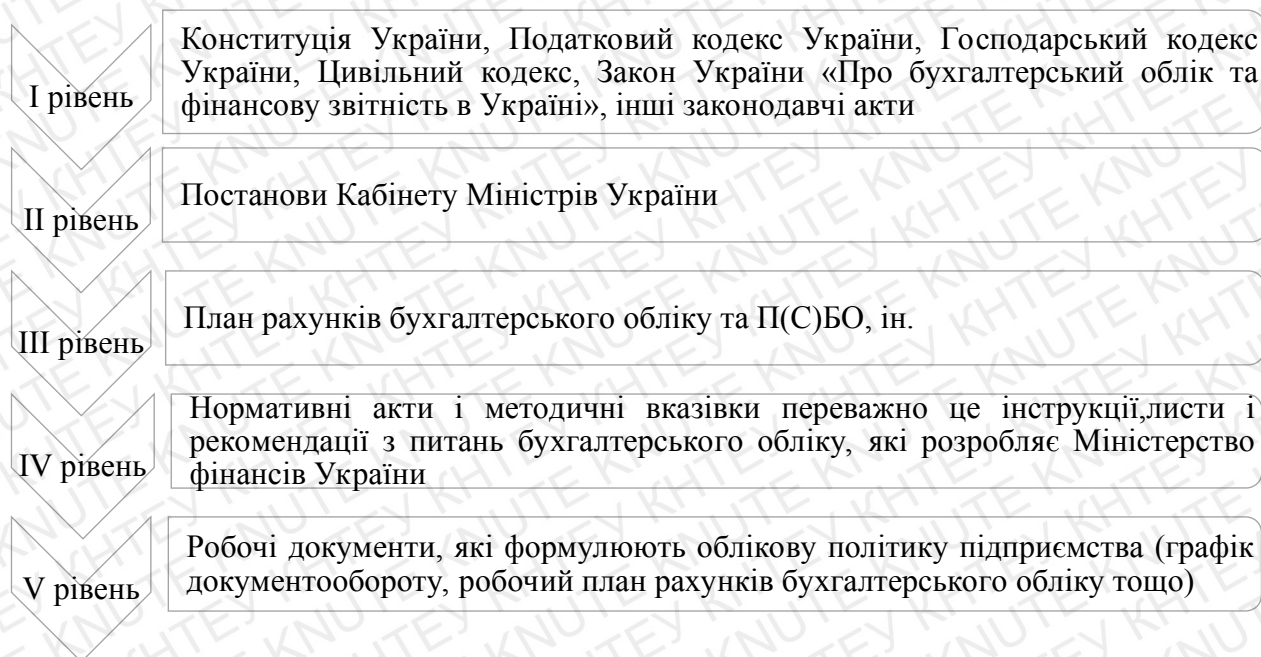 I рівень
Конституція України, Податковий кодекс України, Господарський кодекс
України, Цивільний кодекс, Закон України «Про бухгалтерський облік та
фінансову звітність в Україні», інші законодавчі акти
II рівень
Постанови Кабінету Міністрів України
III рівень
План рахунків бухгалтерського обліку та П(С)БО, ін.
IV рівень
Нормативні акти і методичні вказівки переважно це інструкції,листи і
рекомендації з питань бухгалтерського обліку, які розробляє Міністерство
фінансів України
V рівень
Робочі документи, які формулюють облікову політику підприємства (графік
документообороту, робочий план рахунків бухгалтерського обліку тощо)